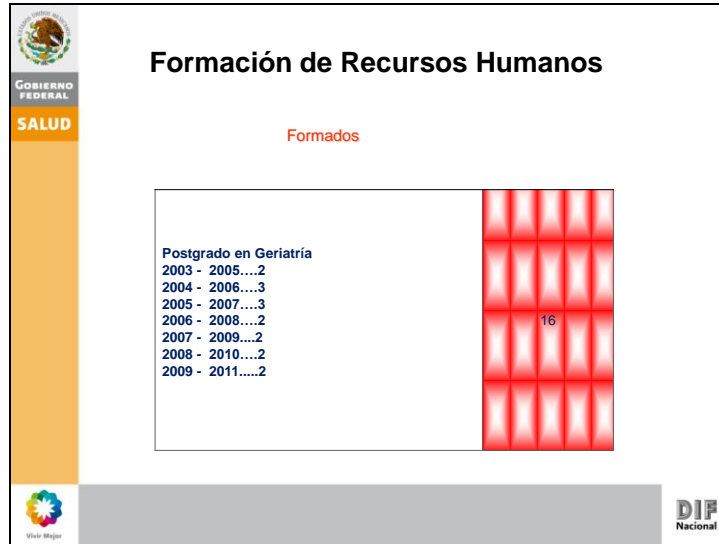 Formación de Recursos Humanos
GOBIERNO
FEDERAL
SALUD
Formados
Postgrado en Geriatría
2003 - 2005….2
2004 - 2006….3
2005 - 2007….3
2006 - 2008….2
2007 - 2009....2
2008 - 2010….2
2009 - 2011.....2
16
Vivir Mejor
DIF
Nacional